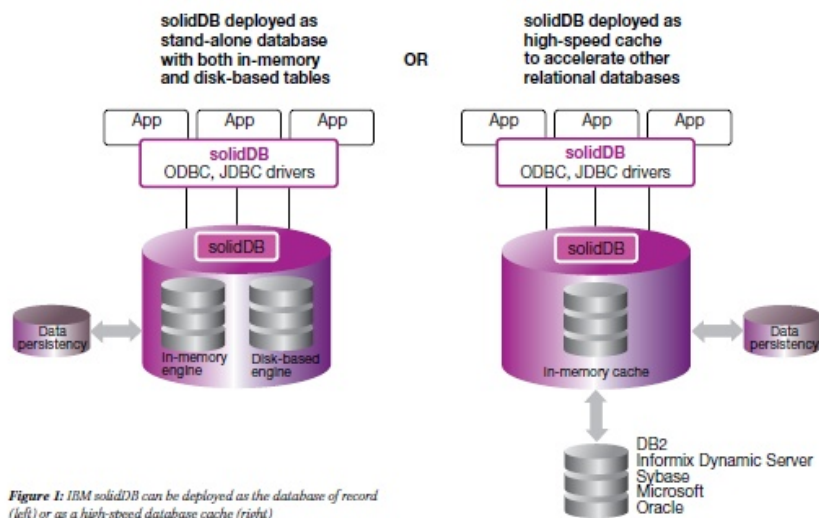 solidDB deployed as
stand-alone database
with both in-memory
and disk-based tables
OR
solidDB deployed as
high-speed cache
to accelerate other
relational databases
App
App
App
solidDB
ODBC, JDBC drivers
solidDB
Data
persistency
In-memory
engine
Disk-based
engine
App
App
App
solidDB
ODBC, JDBC drivers
solidDB
In-memory cache
Data
persistency
DB2
Informix Dynamic Server
Sybase
Microsoft
Oracle
Figure 1: IBM solidDB can be deployed as the database of record
(left) or as a high-speed database cache (right)